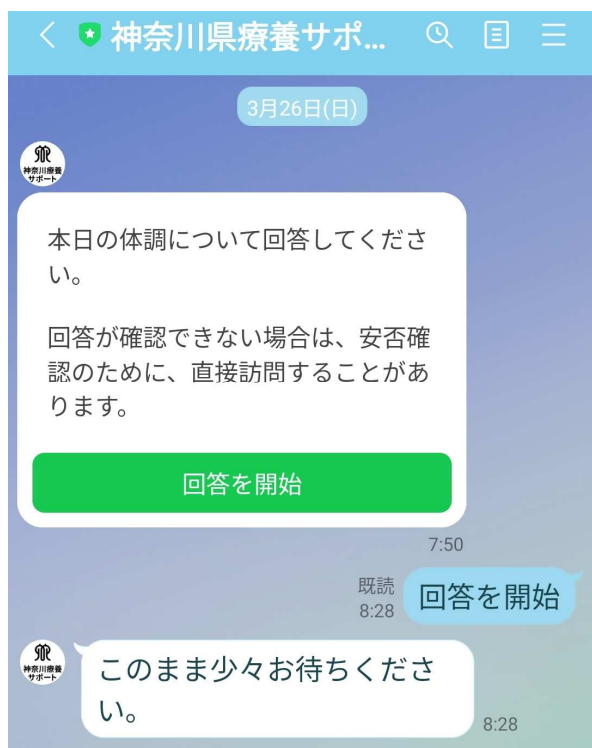 神奈川県療養サポ...
3月26日(日)
神奈川療養
サポート
本日の体調について回答してくださ
い。
回答が確認できない場合は、安否確
認のために、直接訪問することがあ
ります。
回答を開始
7:50
既読
8:28
回答を開始
神奈川療養
サポート
このまま少々お待ちくださ
い。
8:28